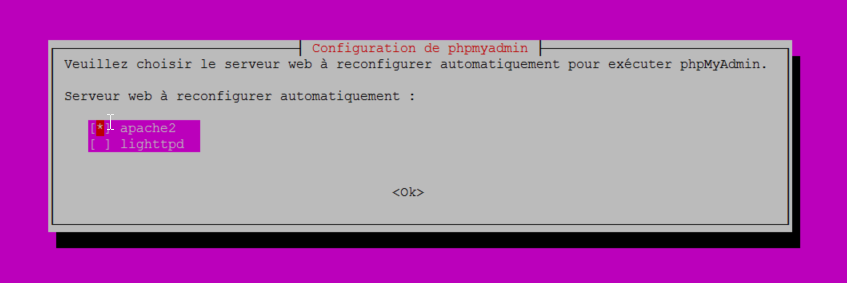 Configuration de phpmyadmin
Veuillez choisir le serveur web à reconfigurer automatiquement pour exécuter phpMyAdmin.
Serveur web à reconfigurer automatiquement :
[*] apache2
[ ] lighttpd
<Ok>